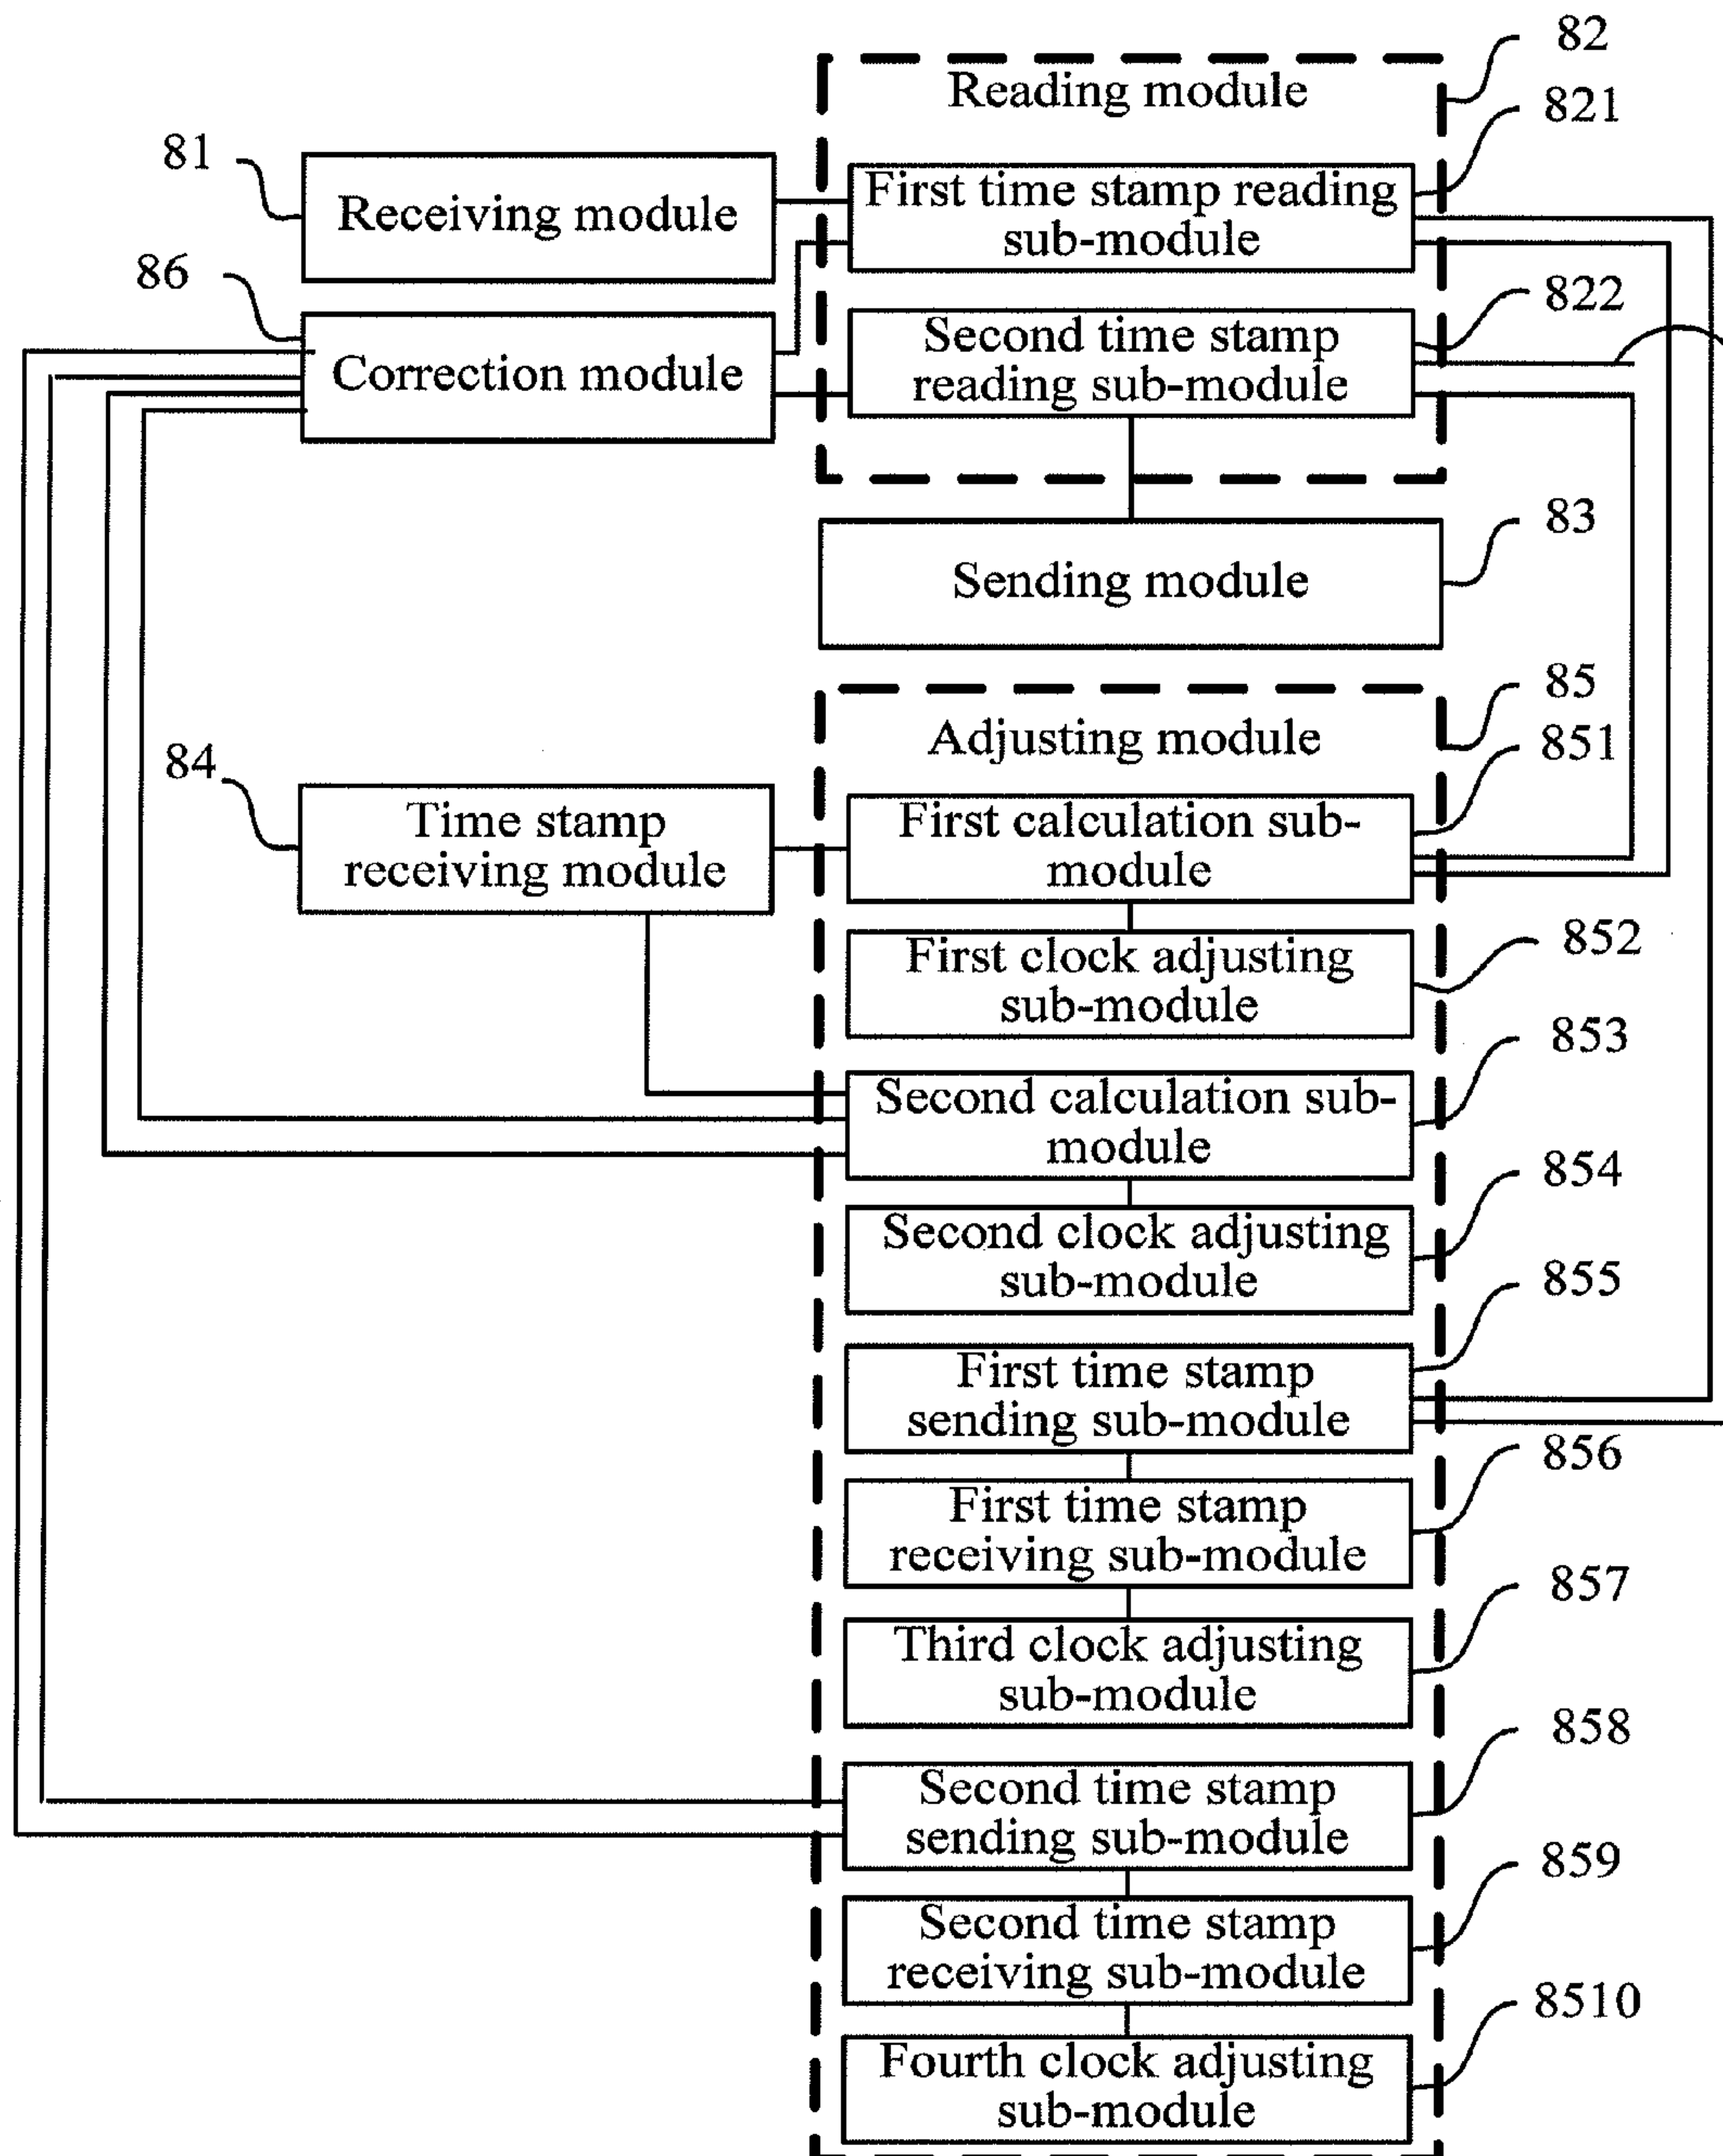 82
Reading module
821
81
Receiving module
First time stamp reading
sub-module
86
822
Correction module
Second time stamp
reading sub-module
83
Sending module
85
Adjusting module
851
84
Time stamp
receiving module
First calculation sub-
module
852
First clock adjusting
sub-module
853
Second calculation sub-
module
854
Second clock adjusting
sub-module
855
First time stamp
sending sub-module
856
First time stamp
receiving sub-module
857
Third clock adjusting
sub-module
858
Second time stamp
sending sub-module
859
Second time stamp
receiving sub-module
8510
Fourth clock adjusting
sub-module